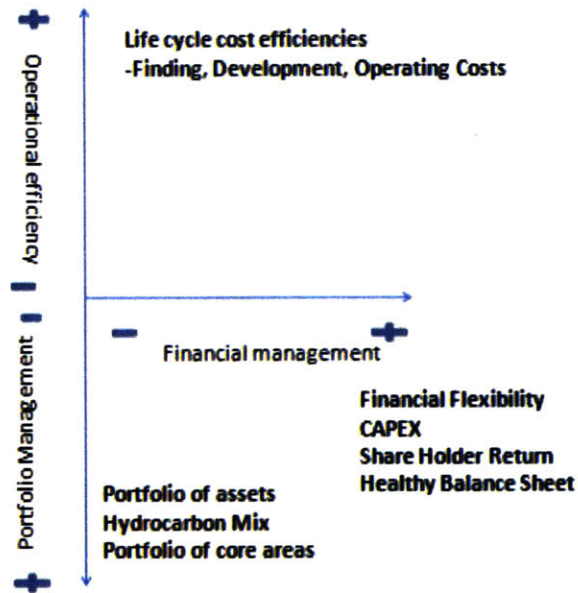 Life cycle cost efficiencies
-Finding, Development, Operating Costs
Operational efficiency
Financial management
Portfolio Management
Financial Flexibility
CAPEX
Share Holder Return
Healthy Balance Sheet
Portfolio of assets
Hydrocarbon Mix
Portfolio of core areas